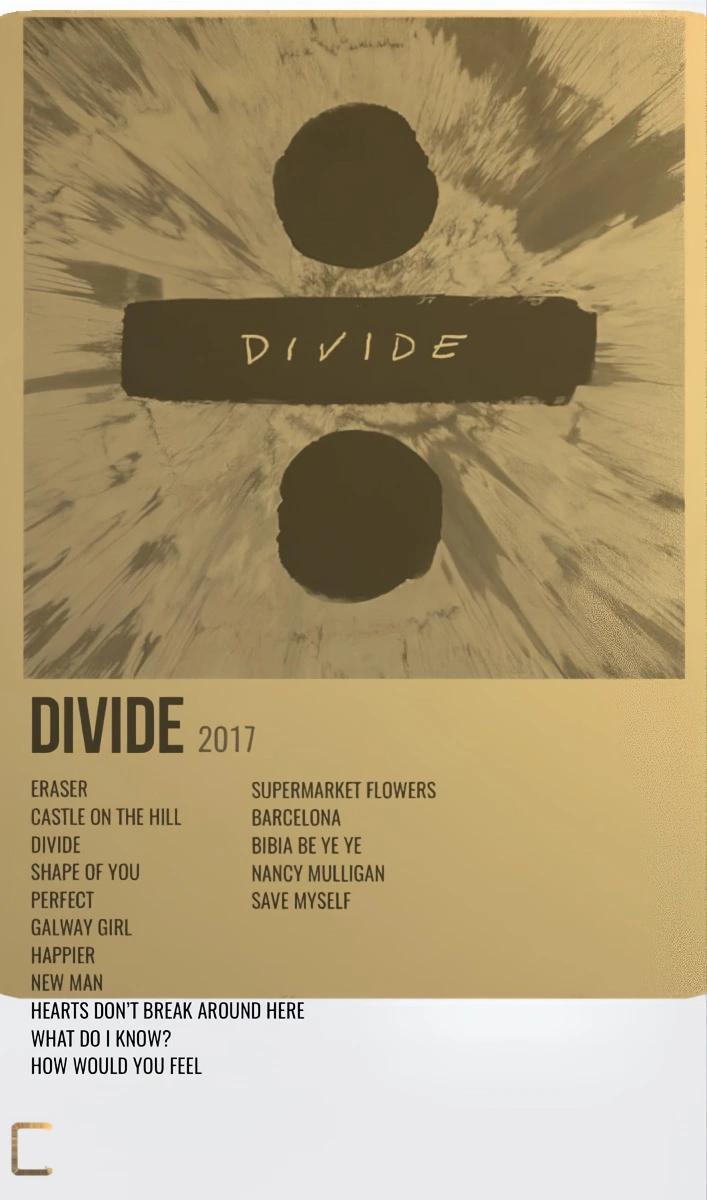 DIVIDE
DIVIDE 2017
ERASER
CASTLE ON THE HILL
DIVIDE
SHAPE OF YOU
PERFECT
GALWAY GIRL
HAPPIER
NEW MAN
HEARTS DON'T BREAK AROUND HERE
WHAT DO I KNOW?
HOW WOULD YOU FEEL
SUPERMARKET FLOWERS
BARCELONA
BIBIA BE YE YE
NANCY MULLIGAN
SAVE MYSELF